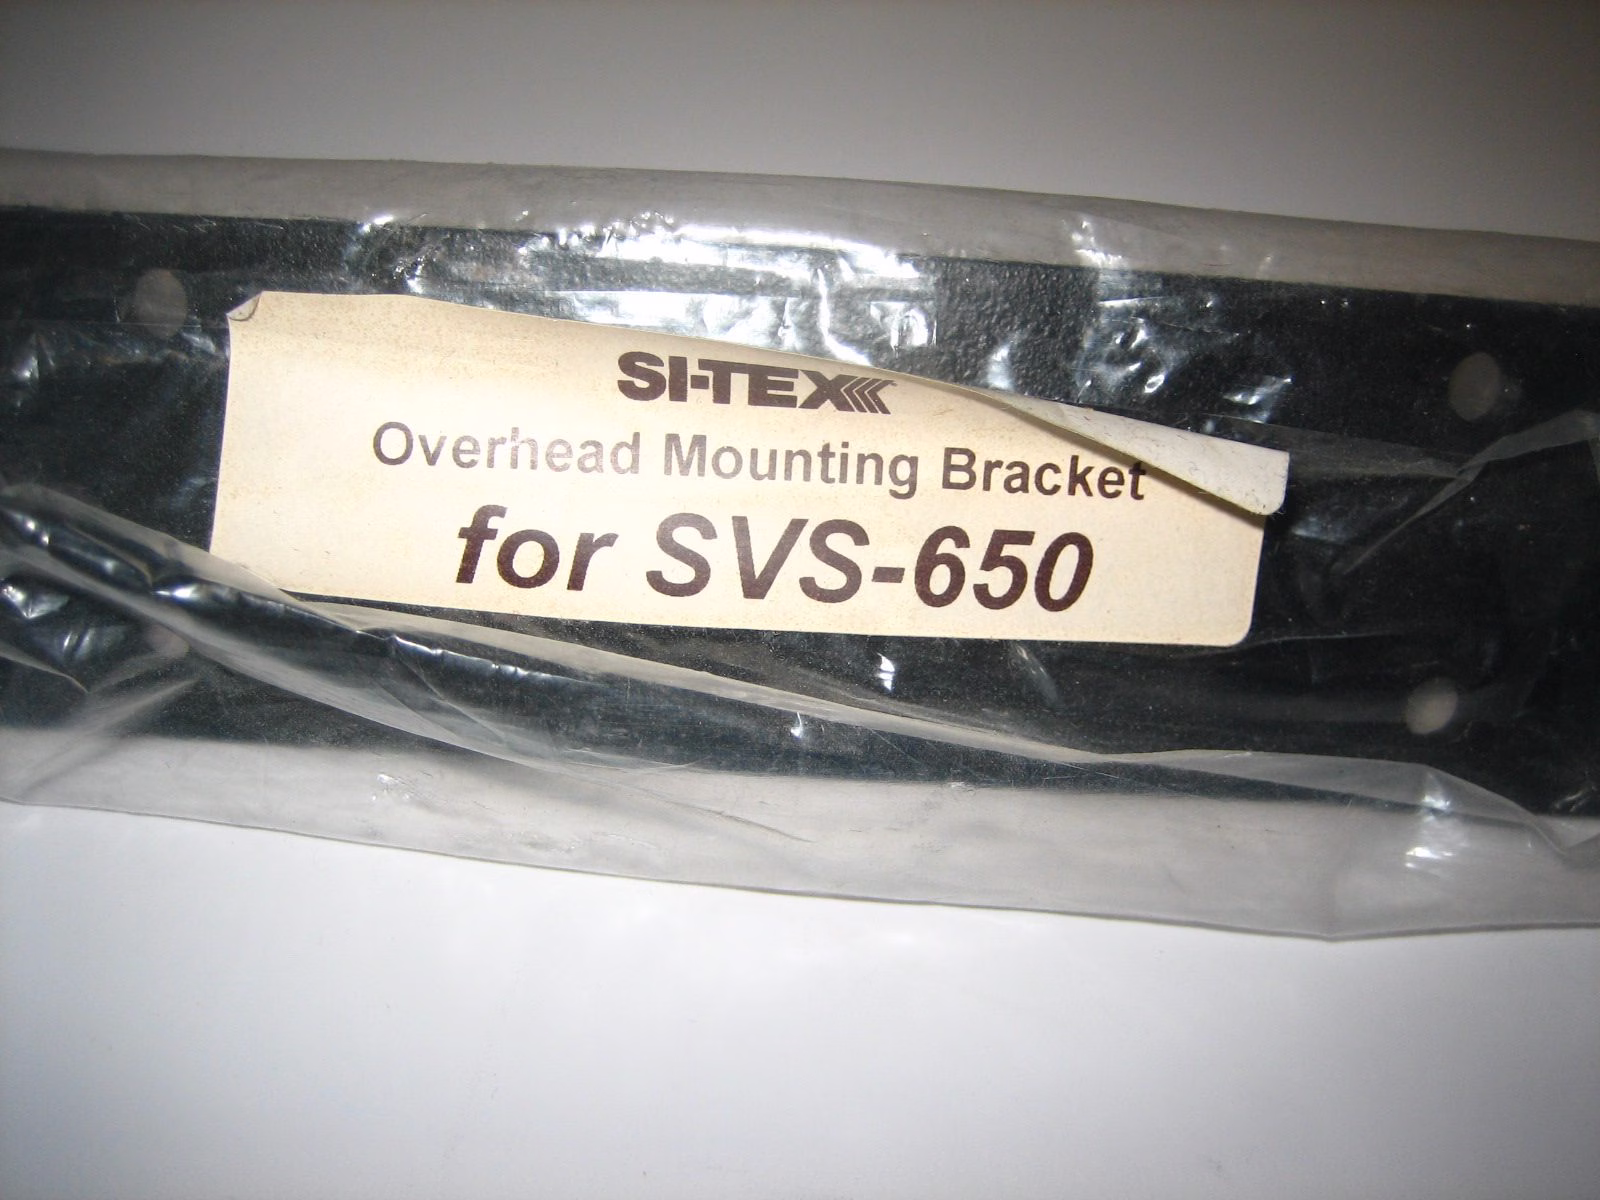 SI-TEX
Overhead Mounting Bracket
for SVS-650